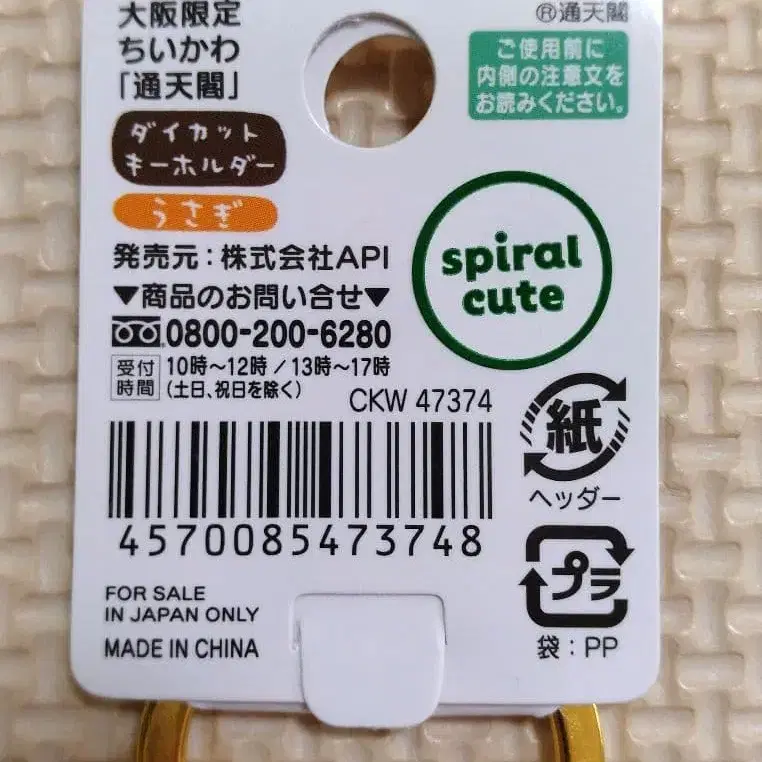 大阪限定
ちいかわ
「通天閣」
ダイカット
キーホルダー
うさぎ
発売元：株式会社API
▼商品のお問い合せ▼
0800-200-6280
受付
時間
10時～12時 / 13時～17時
(土日、祝日を除く)
CKW 47374
4570085473748
FOR SALE
IN JAPAN ONLY
MADE IN CHINA
®通天閣
ご使用前に
内側の注意文を
お読みください。
spiral
cute
紙
ヘッダー
プラ
袋：PP